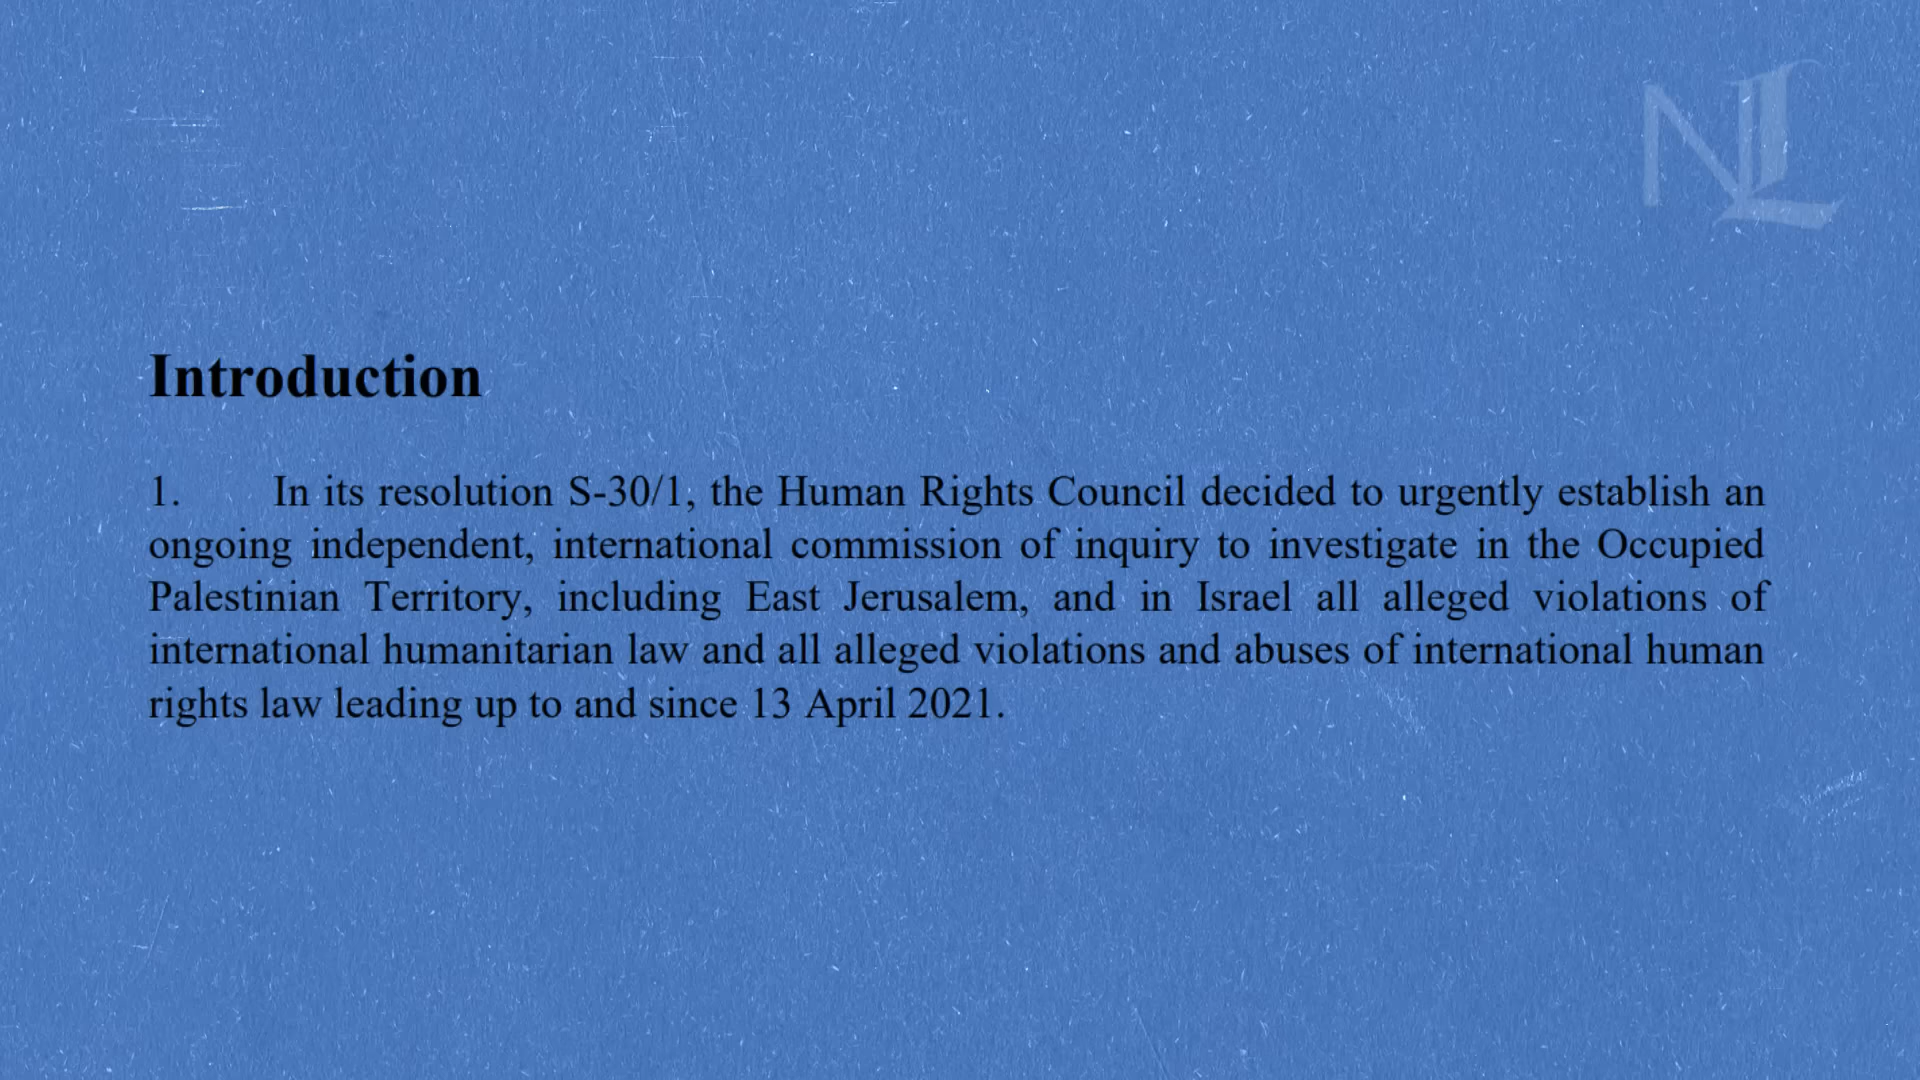 NL
Introduction
1. In its resolution S-30/1, the Human Rights Council decided to urgently establish an
ongoing independent, international commission of inquiry to investigate in the Occupied
Palestinian Territory, including East Jerusalem, and in Israel all alleged violations of
international humanitarian law and all alleged violations and abuses of international human
rights law leading up to and since 13 April 2021.